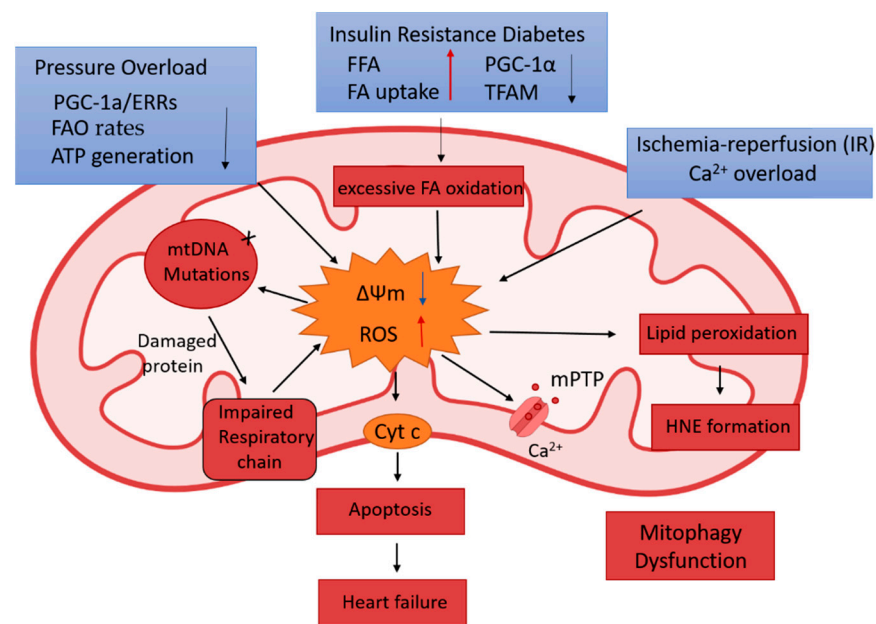 Insulin Resistance Diabetes
FFA PGC-1α
FA uptake TFAM
Pressure Overload
PGC-1a/ERRs
FAO rates
ATP generation
Ischemia-reperfusion (IR)
Ca²⁺ overload
excessive FA oxidation
mtDNA
Mutations
ΔΨm
ROS
Damaged
protein
Lipid peroxidation
mPTP
Ca²⁺
Impaired
Respiratory
chain
Cyt c
HNE formation
Apoptosis
Mitophagy
Dysfunction
Heart failure